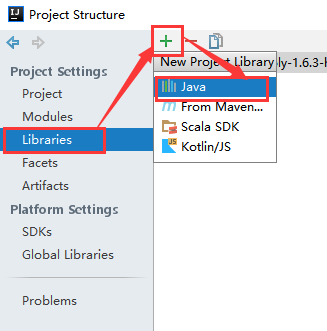 Project Structure
New Project Library
ly-1.6.3-
Java
From Maven...
Scala SDK
Kotlin/JS
Project Settings
Project
Modules
Libraries
Facets
Artifacts
Platform Settings
SDKs
Global Libraries
Problems